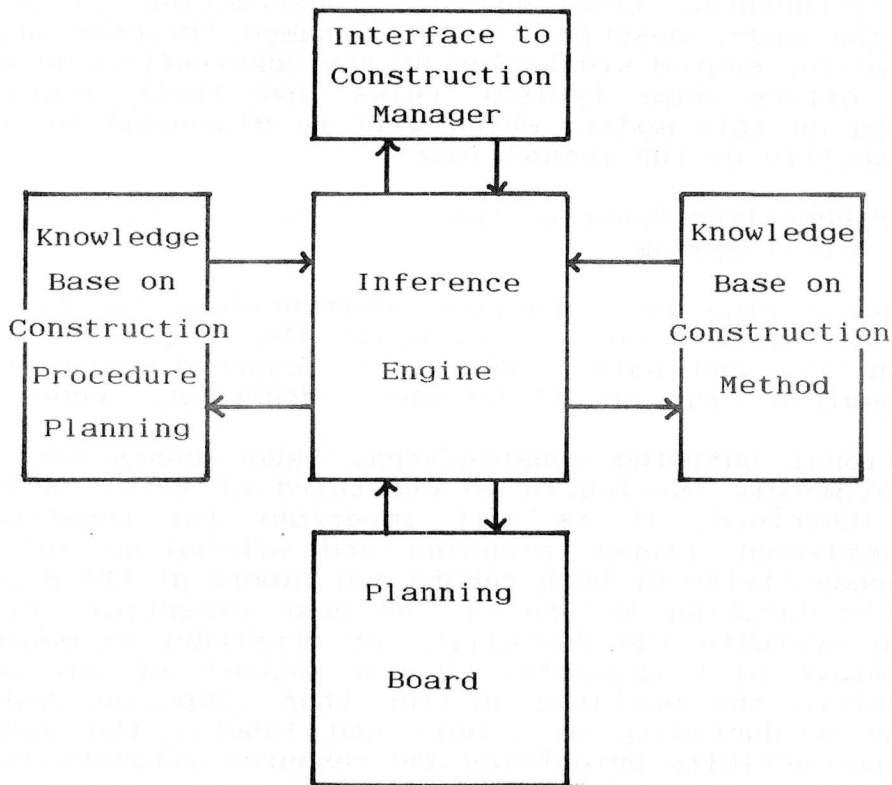 Interface to
Construction
Manager
Knowledge
Base on
Construction
Procedure
Planning
Inference
Engine
Knowledge
Base on
Construction
Method
Planning
Board